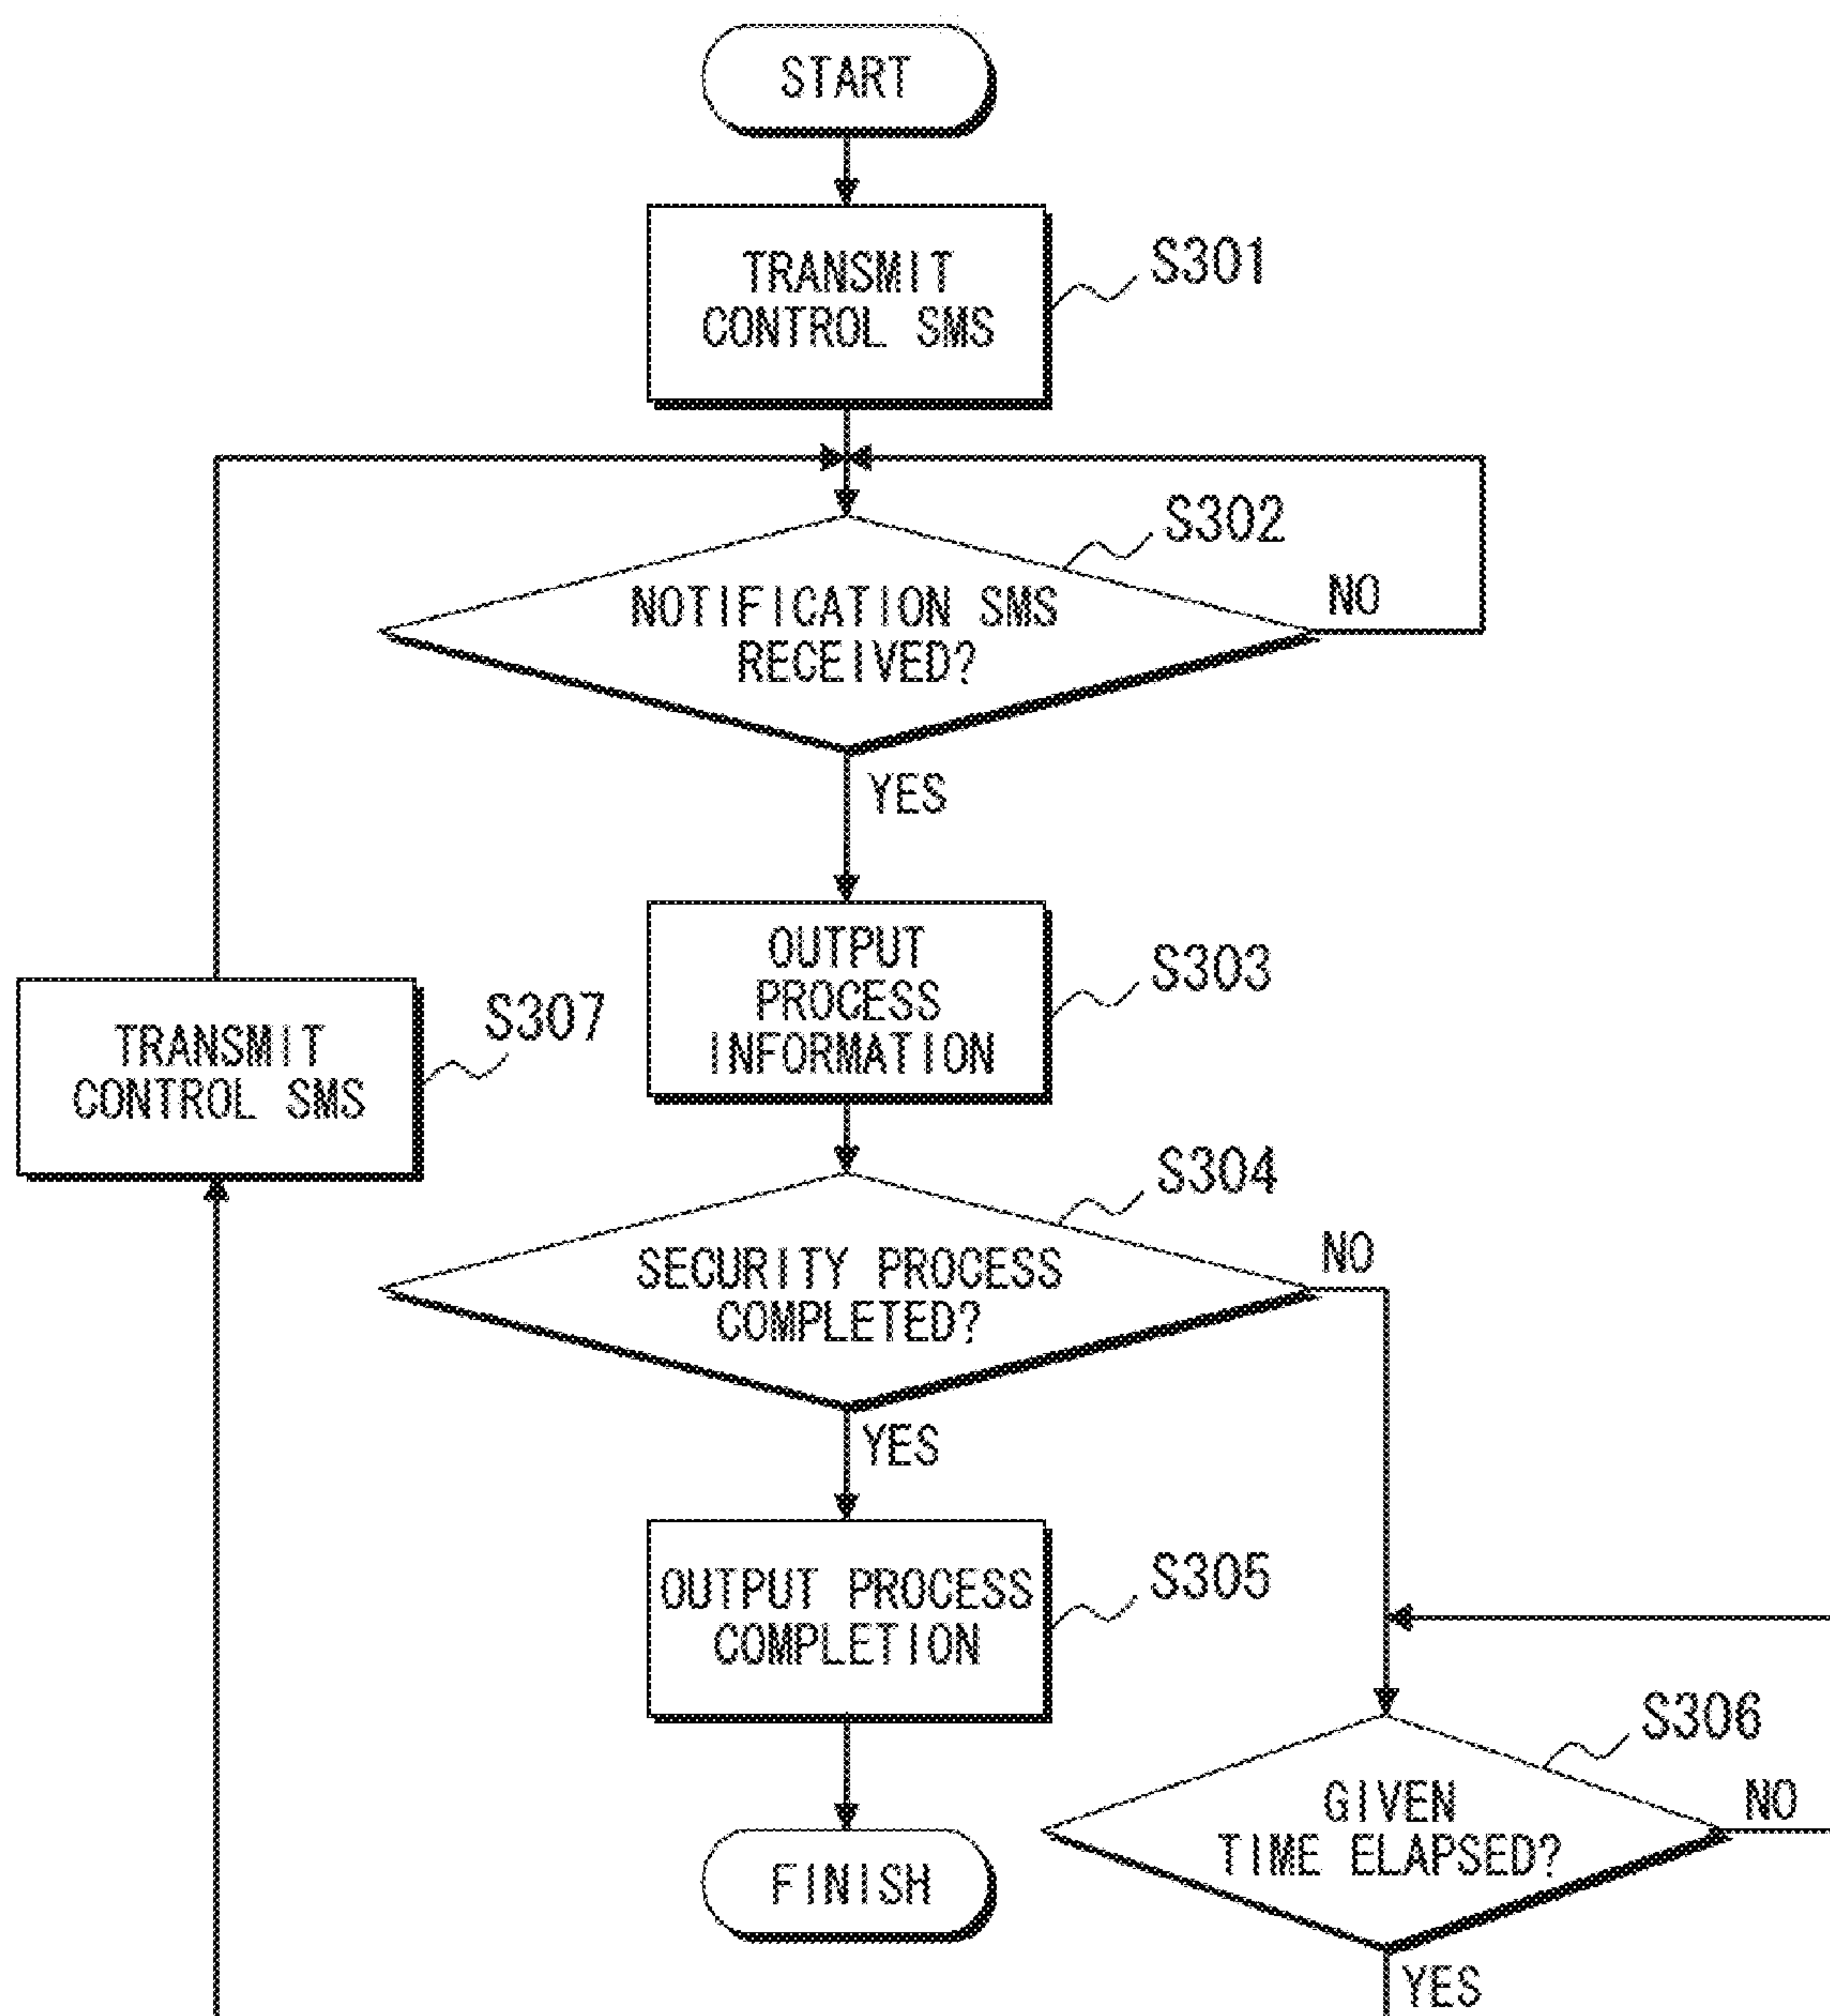 START
TRANSMIT
CONTROL SMS
S301
S302
NOTIFICATION SMS
RECEIVED?
NO
YES
OUTPUT
PROCESS
INFORMATION
S303
TRANSMIT
CONTROL SMS
S307
S304
SECURITY PROCESS
COMPLETED?
NO
YES
OUTPUT PROCESS
COMPLETION
S305
S306
GIVEN
TIME ELAPSED?
NO
YES
FINISH